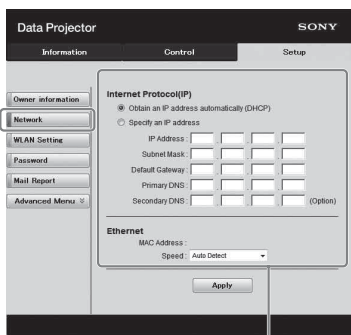 Data Projector
SONY
Information
Control
Setup
Owner information
Network
WLAN Setting
Password
Mail Report
Advanced Menu
Internet Protocol(IP)
Obtain an IP address automatically (DHCP)
Specify an IP address
IP Address :
Subnet Mask :
Default Gateway :
Primary DNS :
Secondary DNS :
(Option)
Ethernet
MAC Address :
Speed : Auto Detect
Apply